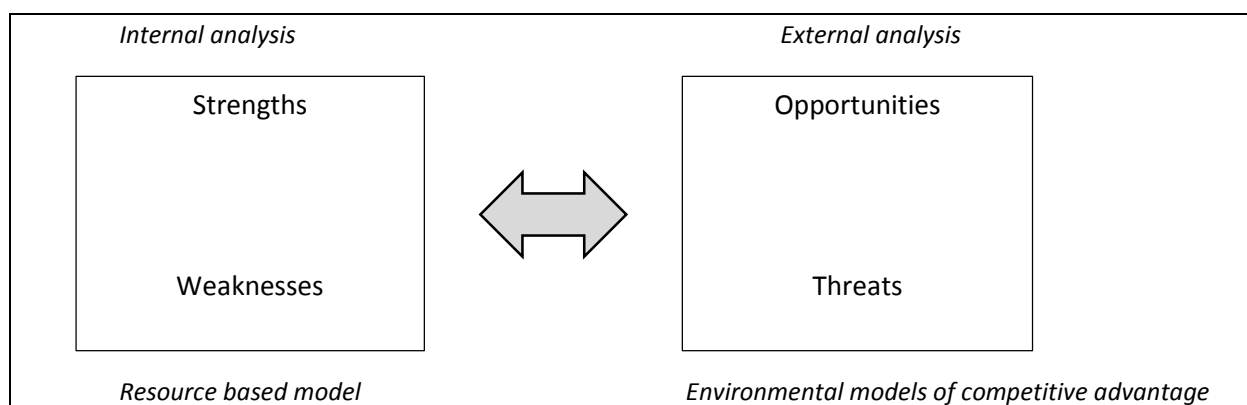 Internal analysis
External analysis
Strengths
Opportunities
Weaknesses
Threats
Resource based model
Environmental models of competitive advantage